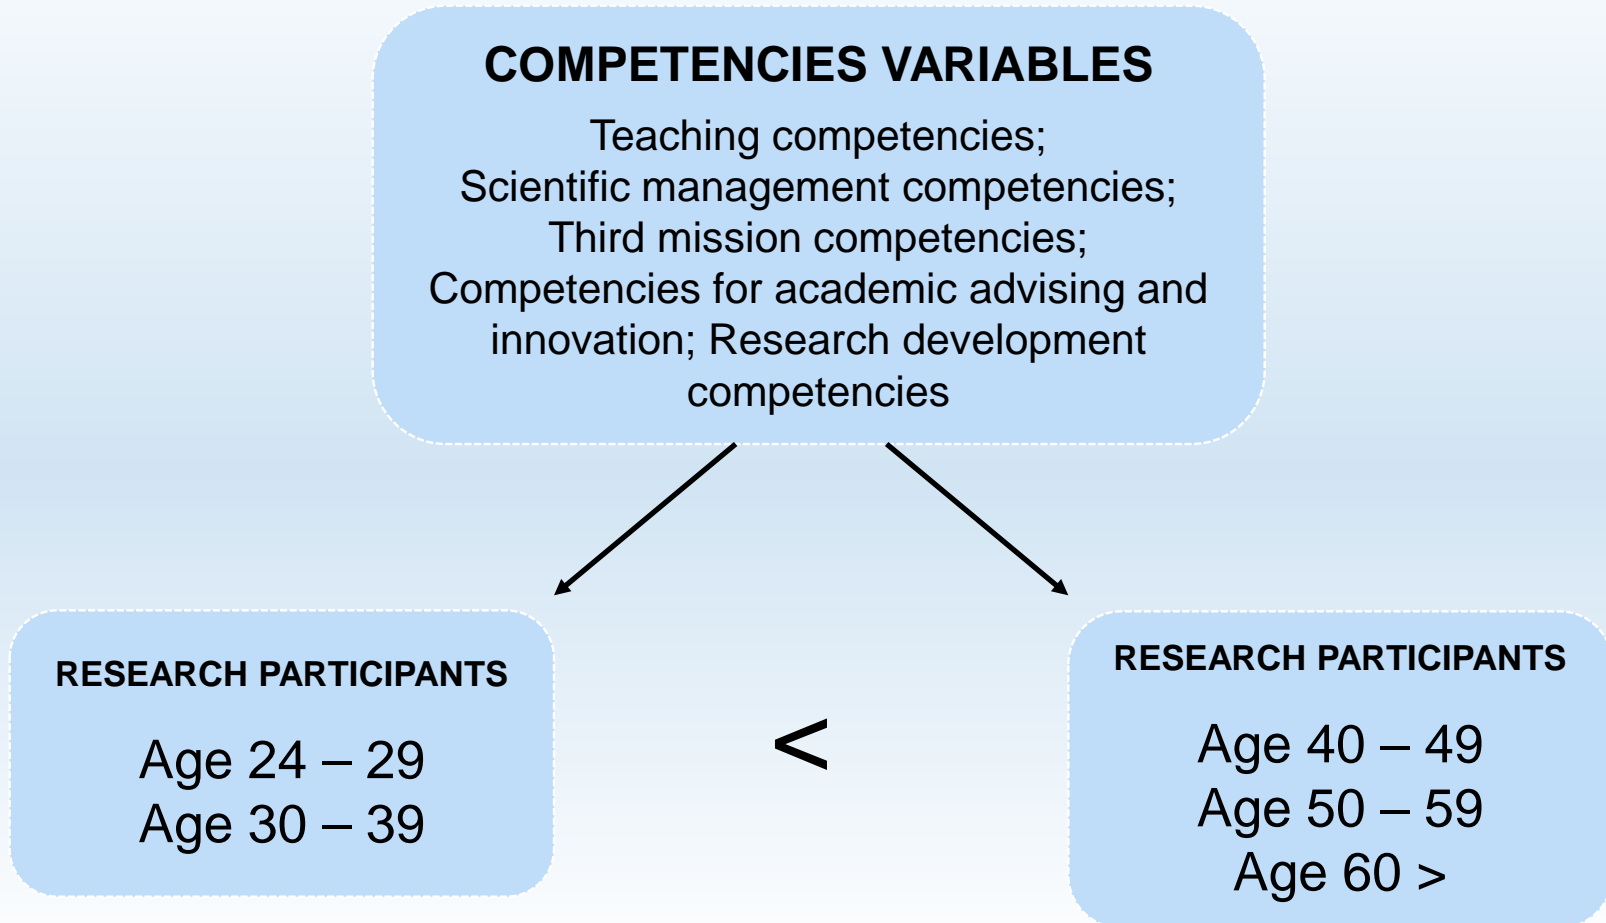 COMPETENCIES VARIABLES
Teaching competencies;
Scientific management competencies;
Third mission competencies;
Competencies for academic advising and
innovation; Research development
competencies
RESEARCH PARTICIPANTS
Age 24 – 29
Age 30 – 39
<
RESEARCH PARTICIPANTS
Age 40 – 49
Age 50 – 59
Age 60 >